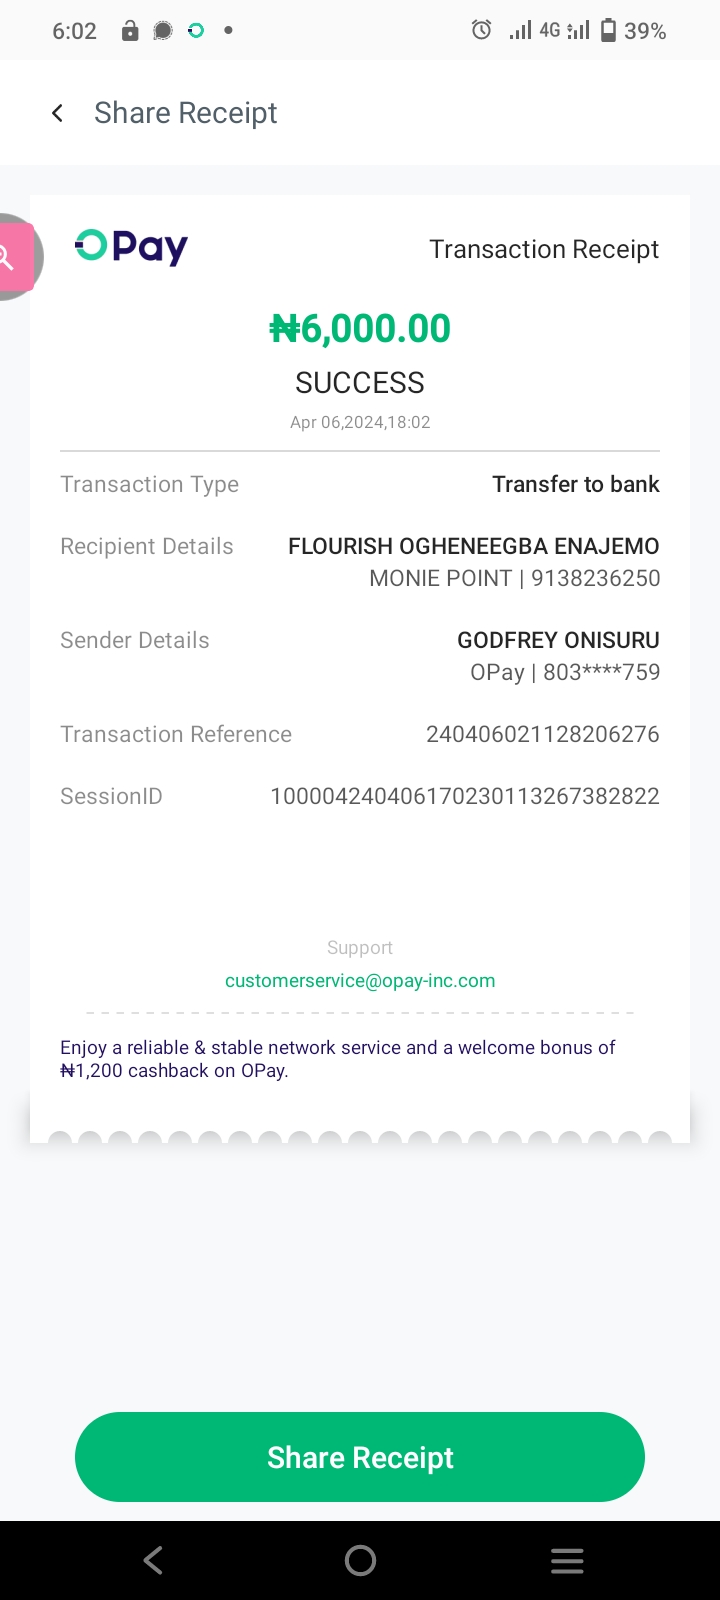 6:02 4G 39%
Share Receipt
OPay Transaction Receipt
₦6,000.00
SUCCESS
Apr 06,2024,18:02
Transaction Type Transfer to bank
Recipient Details FLOURISH OGHENEEGBA ENAJEMO
MONIE POINT | 9138236250
Sender Details GODFREY ONISURU
OPay | 803****759
Transaction Reference 240406021128206276
SessionID 100004240406170230113267382822
Support
customerservice@opay-inc.com
Enjoy a reliable & stable network service and a welcome bonus of
₦1,200 cashback on OPay.
Share Receipt